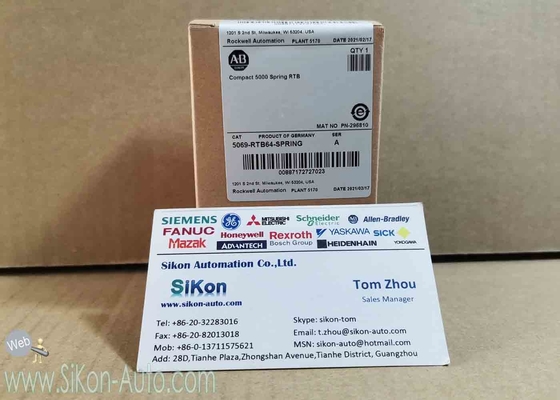 1201 S 2nd St, Milwaukee, WI 53204, USA
Rockwell Automation PLANT 5176 DATE 2021/02/17
AB
QTY 1
Compact 5000 Spring RTB
MAT NO PN-298810
CAT PRODUCT OF GERMANY SER
5069-RTB64-SPRING A
00887172727023
1201 S 2nd St, Milwaukee, WI 53204, USA
Rockwell Automation PLANT 5176 DATE 2021/02/17
SIEMENS GE MITSUBISHI ELECTRIC Schneider Electric AB Allen-Bradley
FANUC Honeywell Rexroth Bosch Group YASKAWA SICK
Mazak ADVANTECH HEIDENHAIN YOKOGAWA
Sikon Automation Co.,Ltd.
SiKon
www.sikon-auto.com
Tom Zhou
Sales Manager
Tel: +86-20-32283016
Fax: +86-20-82013018
Mob: +86-0-13711575621
Skype: sikon-tom
Email: t.zhou@sikon-auto.com
MSN: sikon-auto@hotmail.com
Add: 28D,Tianhe Plaza,Zhongshan Avenue,Tianhe District, Guangzhou
Web
www.SiKon-Auto.com